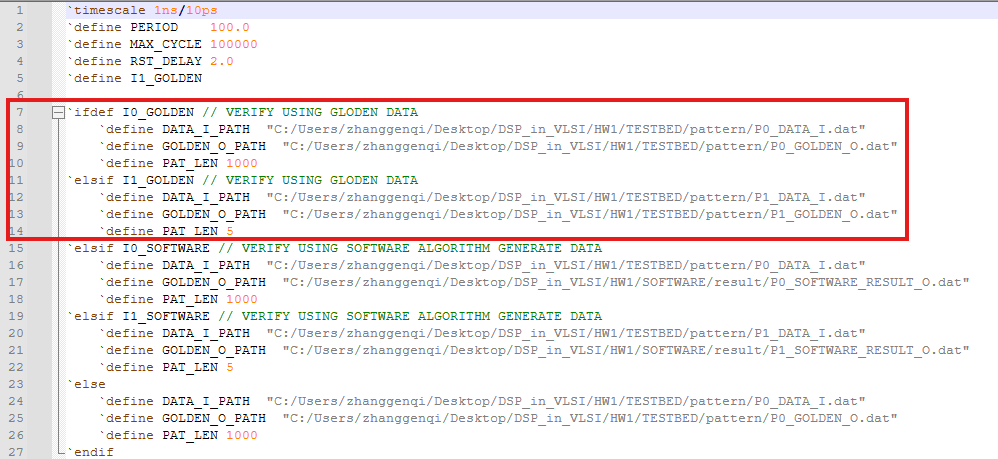 1 `timescale 1ns/10ps
2 `define PERIOD 100.0
3 `define MAX_CYCLE 100000
4 `define RST_DELAY 2.0
5 `define I1_GOLDEN
6
7 `ifdef I0_GOLDEN // VERIFY USING GLODEN DATA
8 `define DATA_I_PATH "C:/Users/zhanggenqi/Desktop/DSP_in_VLSI/HW1/TESTBED/pattern/P0_DATA_I.dat"
9 `define GOLDEN_O_PATH "C:/Users/zhanggenqi/Desktop/DSP_in_VLSI/HW1/TESTBED/pattern/P0_GOLDEN_O.dat"
10 `define PAT_LEN 1000
11 `elsif I1_GOLDEN // VERIFY USING GLODEN DATA
12 `define DATA_I_PATH "C:/Users/zhanggenqi/Desktop/DSP_in_VLSI/HW1/TESTBED/pattern/P1_DATA_I.dat"
13 `define GOLDEN_O_PATH "C:/Users/zhanggenqi/Desktop/DSP_in_VLSI/HW1/TESTBED/pattern/P1_GOLDEN_O.dat"
14 `define PAT_LEN 5
15 `elsif I0_SOFTWARE // VERIFY USING SOFTWARE ALGORITHM GENERATE DATA
16 `define DATA_I_PATH "C:/Users/zhanggenqi/Desktop/DSP_in_VLSI/HW1/TESTBED/pattern/P0_DATA_I.dat"
17 `define GOLDEN_O_PATH "C:/Users/zhanggenqi/Desktop/DSP_in_VLSI/HW1/SOFTWARE/result/P0_SOFTWARE_RESULT_O.dat"
18 `define PAT_LEN 1000
19 `elsif I1_SOFTWARE // VERIFY USING SOFTWARE ALGORITHM GENERATE DATA
20 `define DATA_I_PATH "C:/Users/zhanggenqi/Desktop/DSP_in_VLSI/HW1/TESTBED/pattern/P1_DATA_I.dat"
21 `define GOLDEN_O_PATH "C:/Users/zhanggenqi/Desktop/DSP_in_VLSI/HW1/SOFTWARE/result/P1_SOFTWARE_RESULT_O.dat"
22 `define PAT_LEN 5
23 `else
24 `define DATA_I_PATH "C:/Users/zhanggenqi/Desktop/DSP_in_VLSI/HW1/TESTBED/pattern/P0_DATA_I.dat"
25 `define GOLDEN_O_PATH "C:/Users/zhanggenqi/Desktop/DSP_in_VLSI/HW1/TESTBED/pattern/P0_GOLDEN_O.dat"
26 `define PAT_LEN 1000
27 `endif